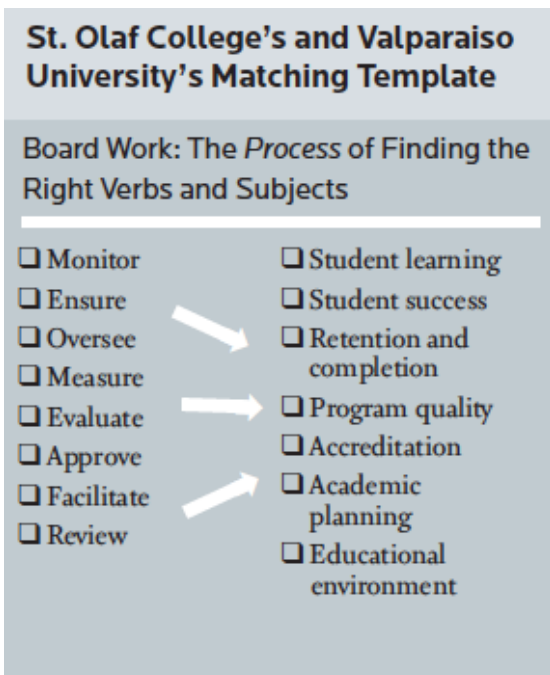 St. Olaf College’s and Valparaiso
University’s Matching Template
Board Work: The Process of Finding the
Right Verbs and Subjects
❑ Monitor
❑ Ensure
❑ Oversee
❑ Measure
❑ Evaluate
❑ Approve
❑ Facilitate
❑ Review
❑ Student learning
❑ Student success
❑ Retention and
completion
❑ Program quality
❑ Accreditation
❑ Academic
planning
❑ Educational
environment